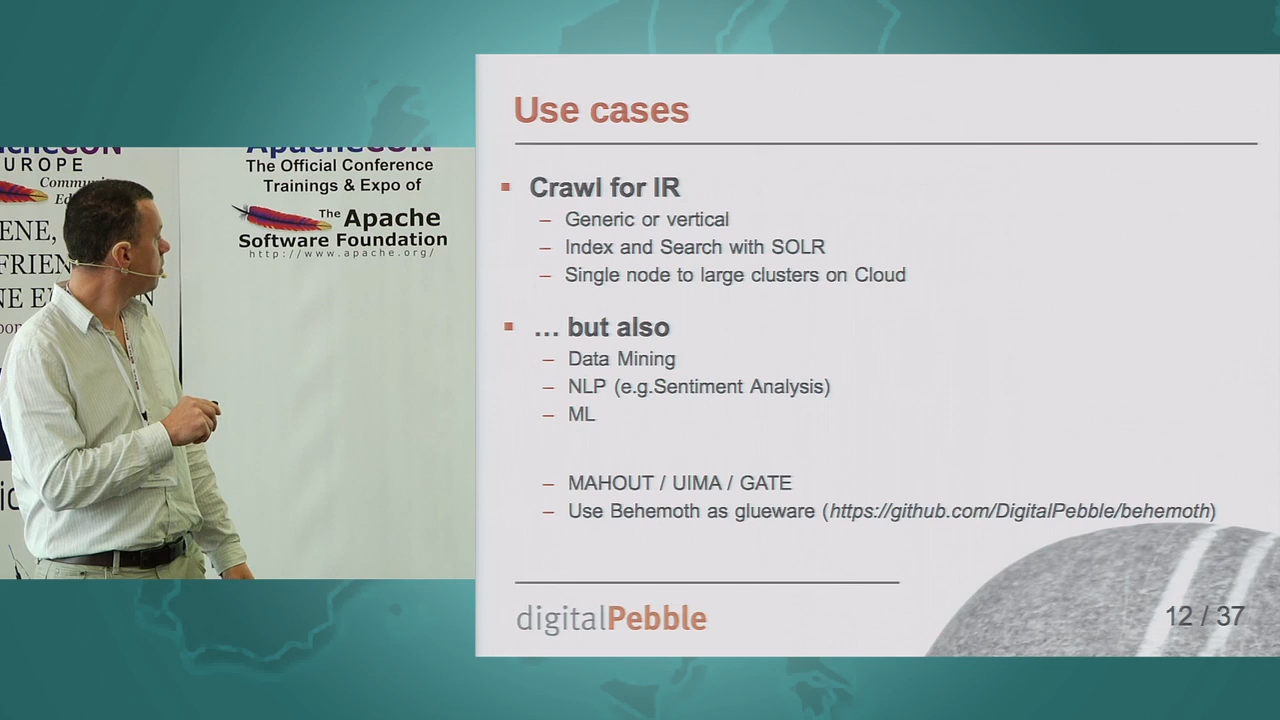 EUROPE
ENE,
FRIEN
NE E
N
ApacheCON
The Official Conference
Trainings & Expo of
The Apache
Software Foundation
http://www.apache.org/
Use cases
Crawl for IR
– Generic or vertical
– Index and Search with SOLR
– Single node to large clusters on Cloud
… but also
– Data Mining
– NLP (e.g.Sentiment Analysis)
– ML
– MAHOUT / UIMA / GATE
– Use Behemoth as glueware (https://github.com/DigitalPebble/behemoth)
digitalPebble
12 / 37